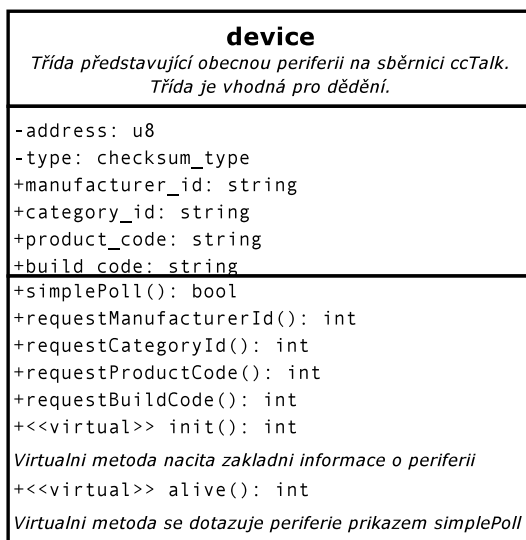 device
Třída představující obecnou periferii na sběrnici ccTalk.
Třída je vhodná pro dědění.
-address: u8
-type: checksum_type
+manufacturer_id: string
+category_id: string
+product_code: string
+build_code: string
+simplePoll(): bool
+requestManufacturerId(): int
+requestCategoryId(): int
+requestProductCode(): int
+requestBuildCode(): int
+<<virtual>> init(): int
Virtualni metoda nacita zakladni informace o periferii
+<<virtual>> alive(): int
Virtualni metoda se dotazuje periferie prikazem simplePoll